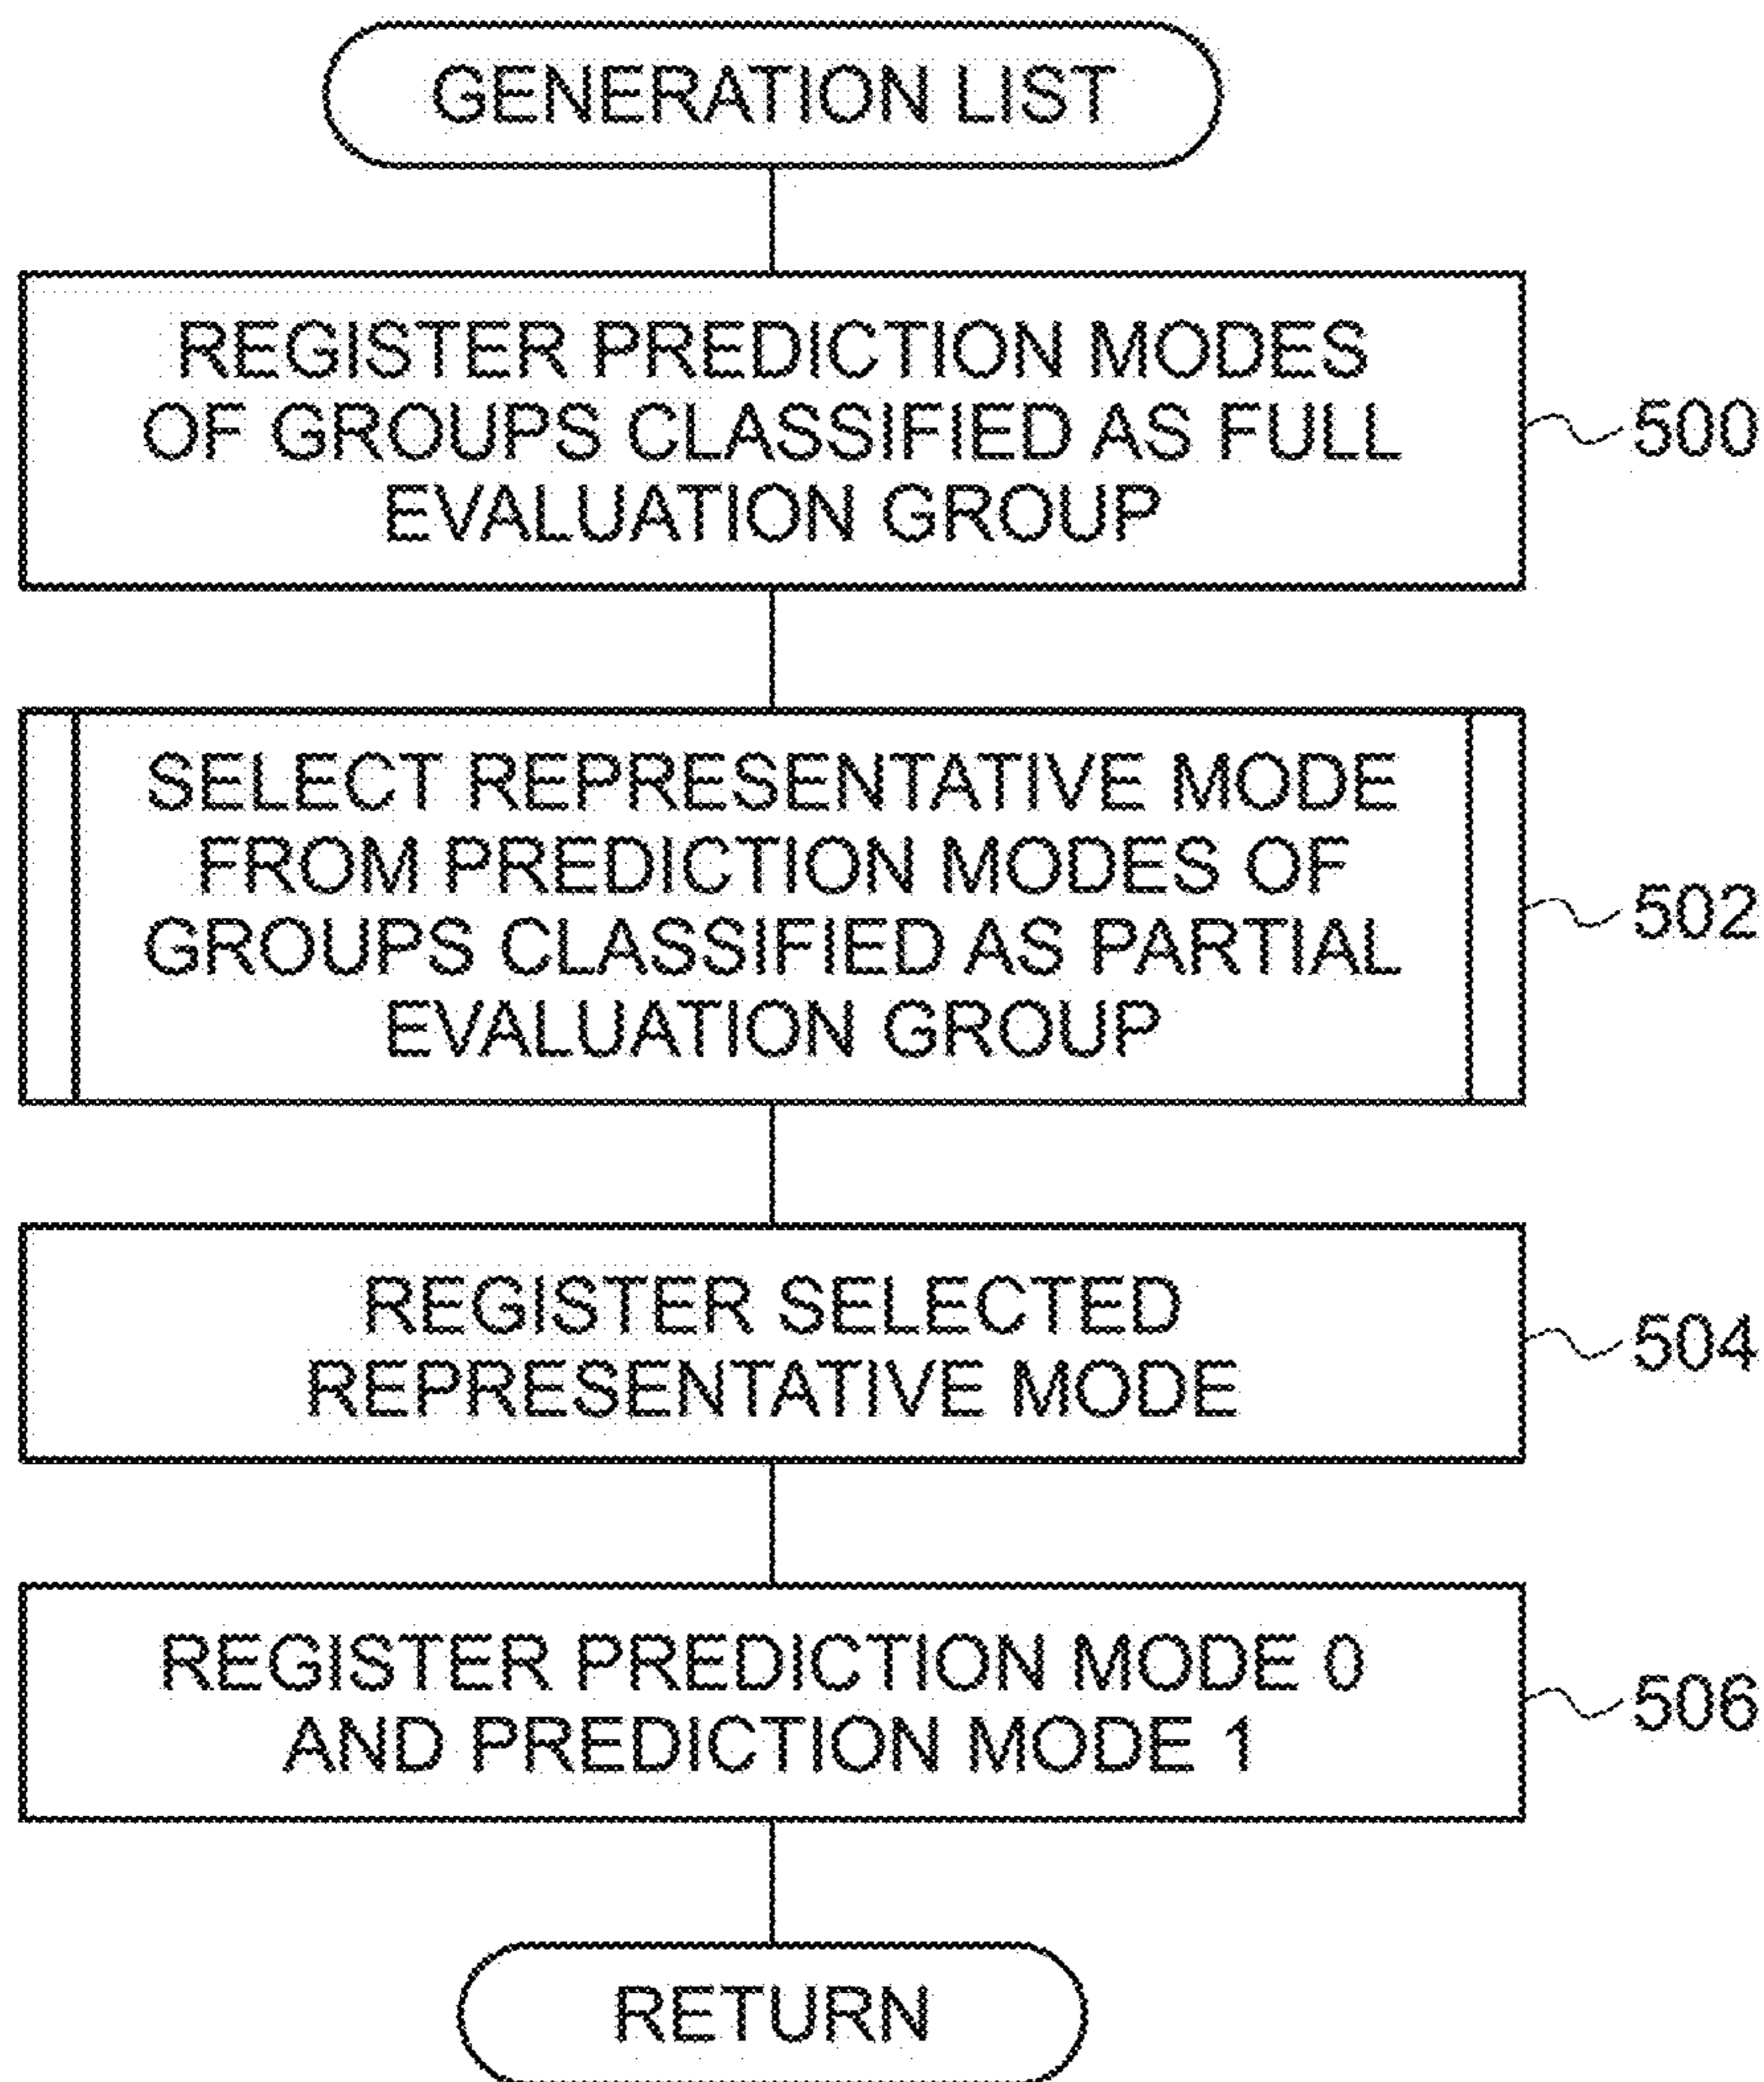 GENERATION LIST
REGISTER PREDICTION MODES
OF GROUPS CLASSIFIED AS FULL
EVALUATION GROUP
500
SELECT REPRESENTATIVE MODE
FROM PREDICTION MODES OF
GROUPS CLASSIFIED AS PARTIAL
EVALUATION GROUP
502
REGISTER SELECTED
REPRESENTATIVE MODE
504
REGISTER PREDICTION MODE 0
AND PREDICTION MODE 1
506
RETURN